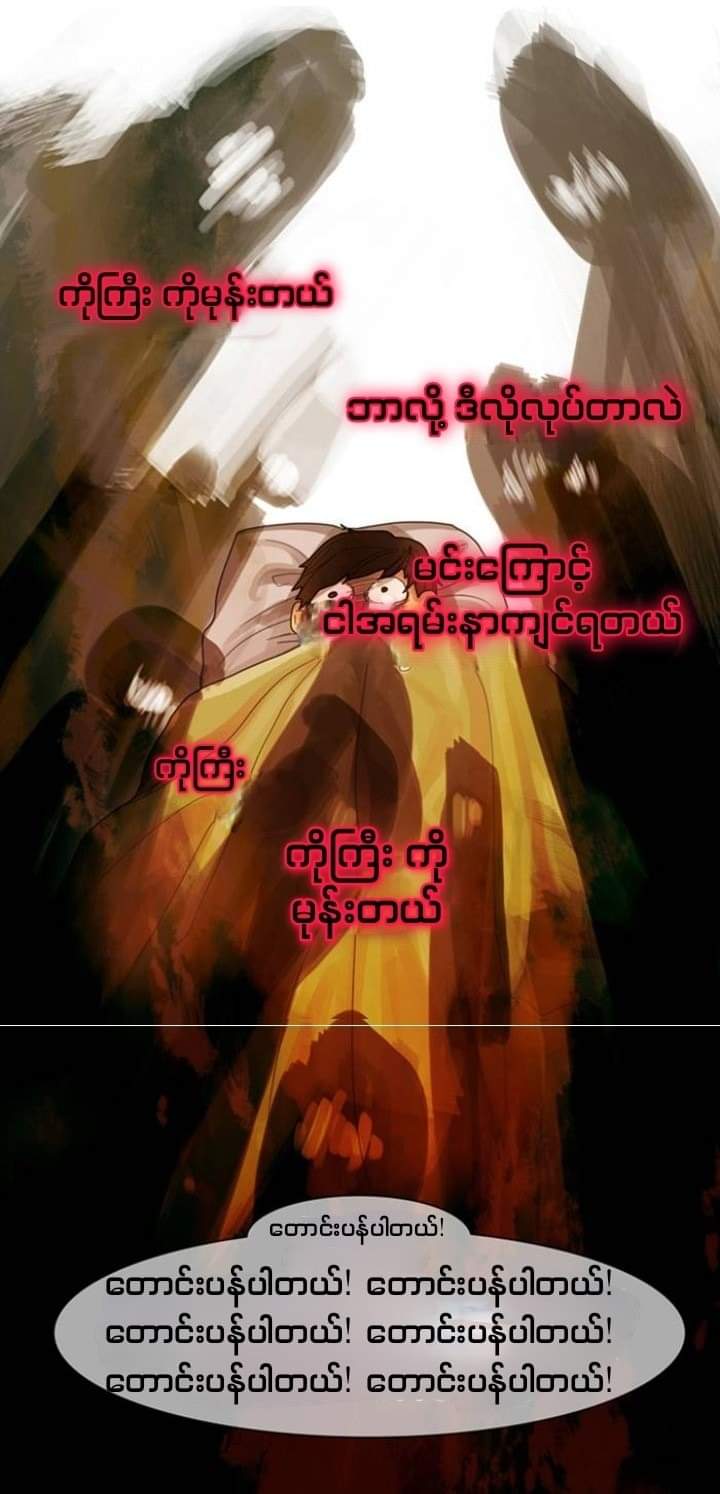 ကိုကြီး ကိုမုန်းတယ်
ဘာလို့ ဒီလိုလုပ်တာလဲ
မင်းကြောင့်
ငါအရမ်းနာကျင်ရတယ်
ကိုကြီး
ကိုကြီး ကို
မုန်းတယ်
တောင်းပန်ပါတယ်!
တောင်းပန်ပါတယ်! တောင်းပန်ပါတယ်!
တောင်းပန်ပါတယ်! တောင်းပန်ပါတယ်!
တောင်းပန်ပါတယ်! တောင်းပန်ပါတယ်!